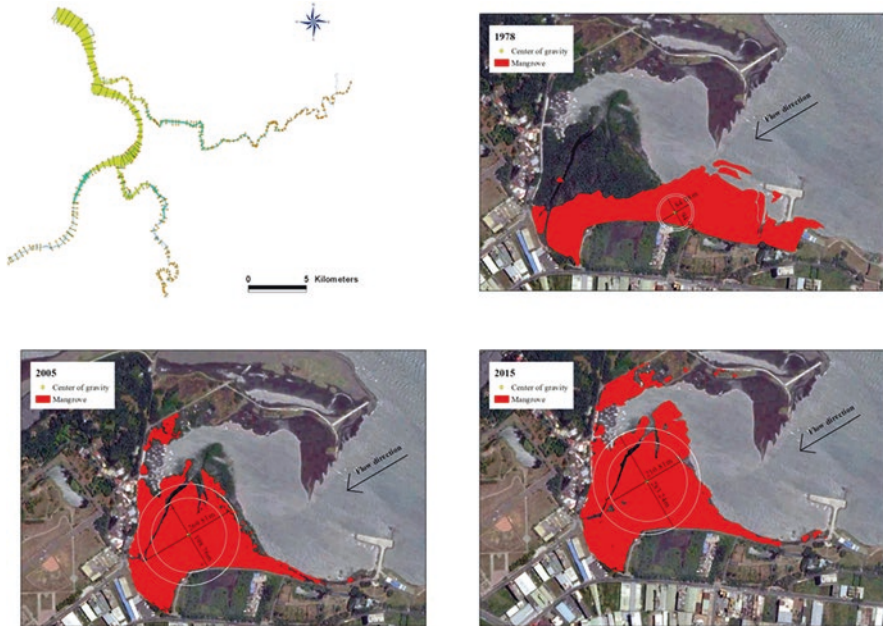 0 5 Kilometers
1978
Center of gravity
Mangrove
Flow direction
2005
Center of gravity
Mangrove
Flow direction
2015
Center of gravity
Mangrove
Flow direction